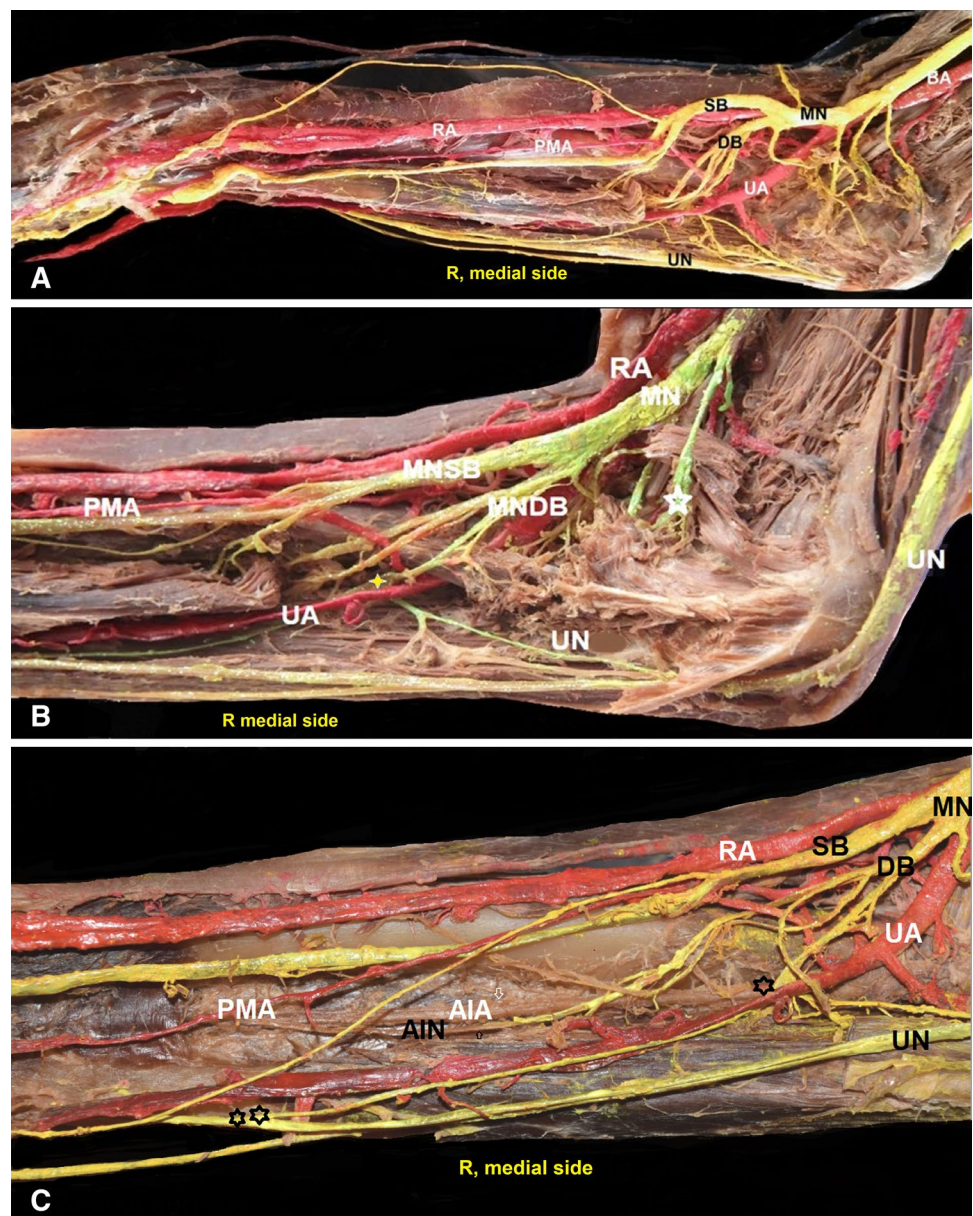 BA
SB
MN
RA
DB
PMA
UA
UN
R, medial side
A
RA
MN
MNSB
PMA
MNDB
UN
UA
UN
R medial side
B
MN
SB
RA
DB
UA
PMA
AIA
AIN
UN
R, medial side
C